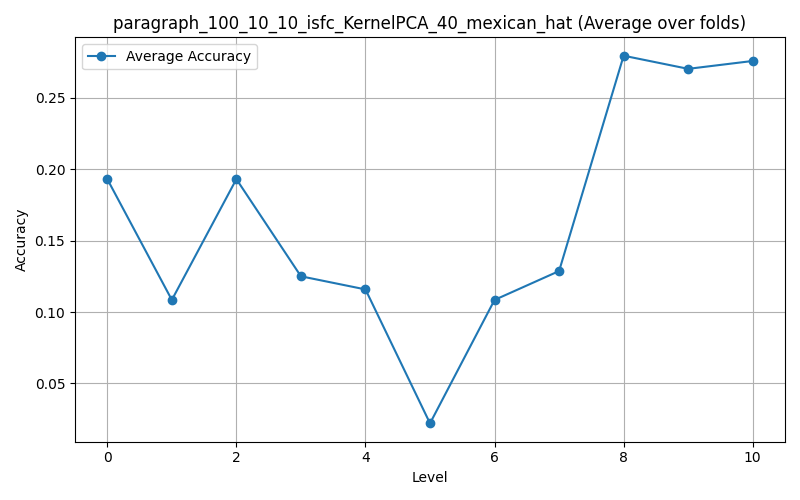 paragraph_100_10_10_isfc_KernelPCA_40_mexican_hat (Average over folds)
Average Accuracy
Accuracy
0.25
0.20
0.15
0.10
0.05
0 2 4 6 8 10
Level